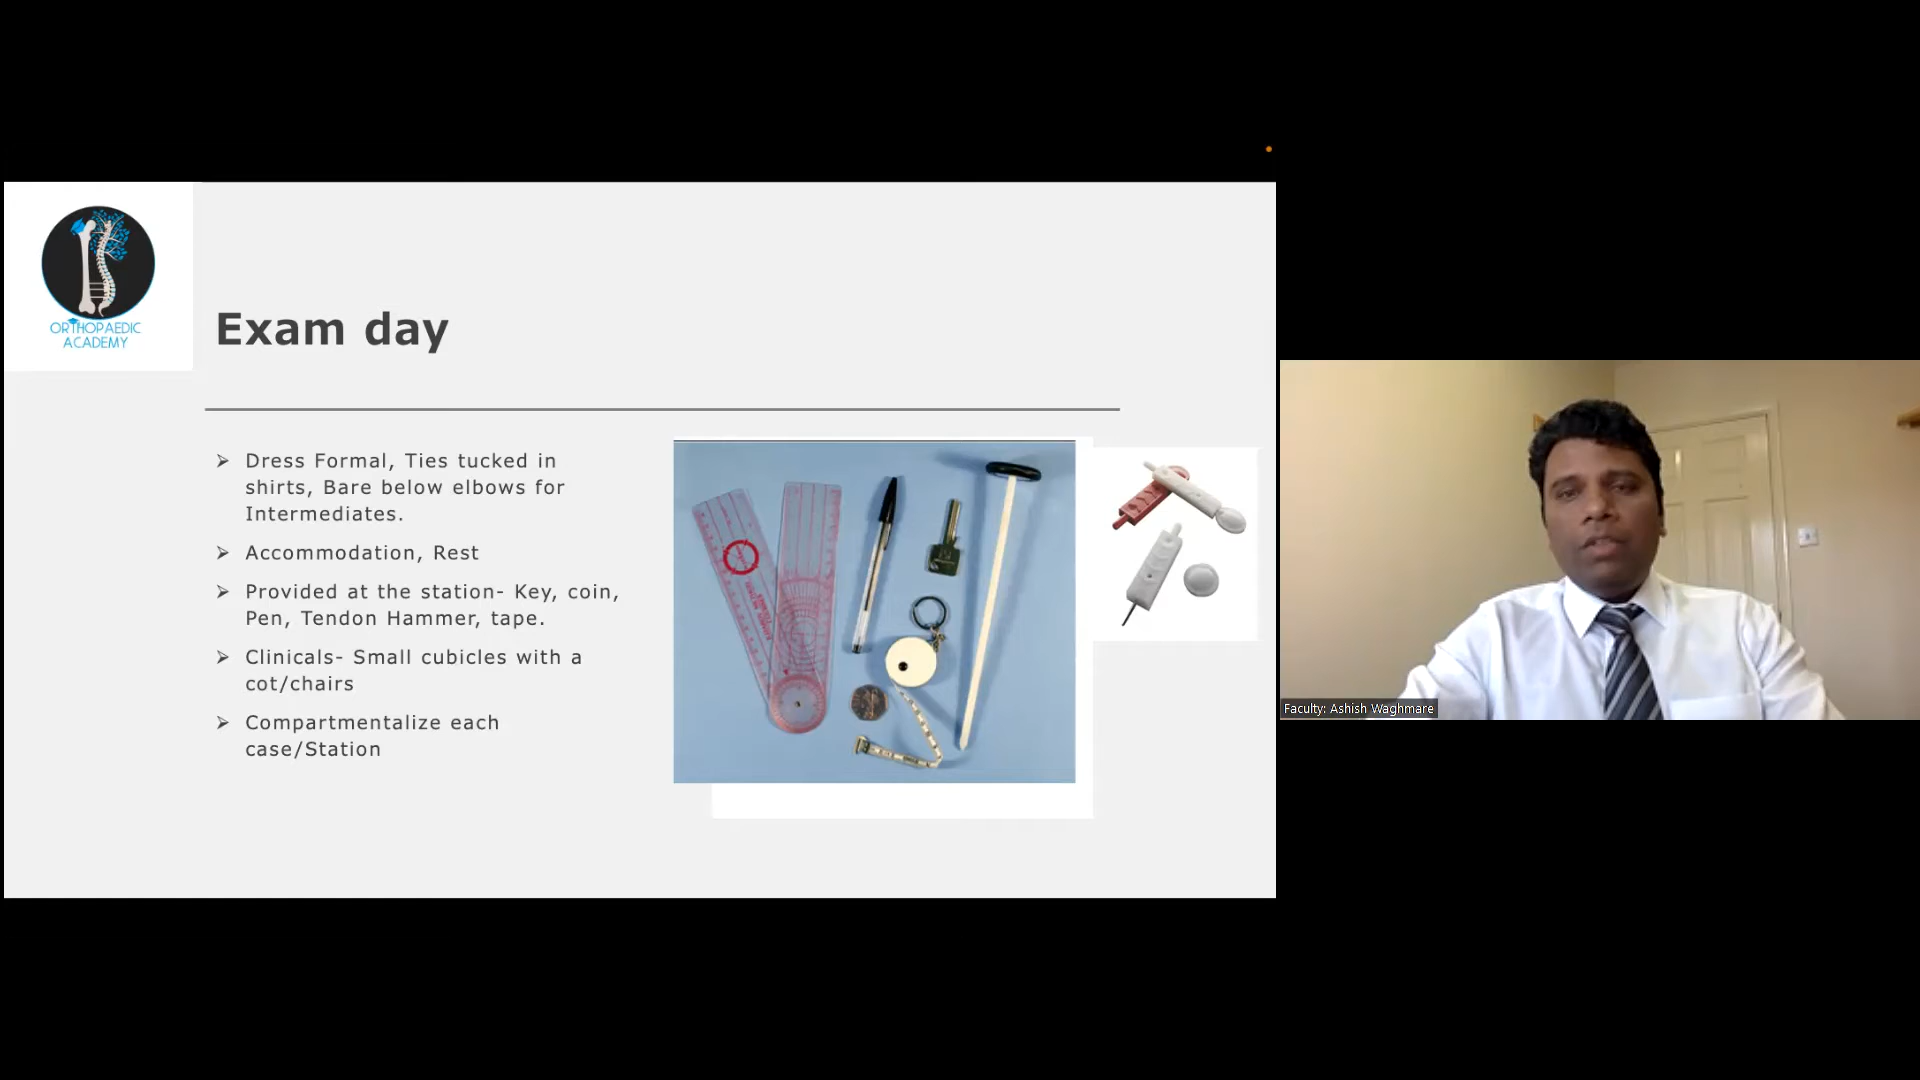 ORTHOPAEDIC
ACADEMY
Exam day
➢ Dress Formal, Ties tucked in
shirts, Bare below elbows for
Intermediates.
➢ Accommodation, Rest
➢ Provided at the station- Key, coin,
Pen, Tendon Hammer, tape.
➢ Clinicals- Small cubicles with a
cot/chairs
➢ Compartmentalize each
case/Station
Faculty: Ashish Waghmare